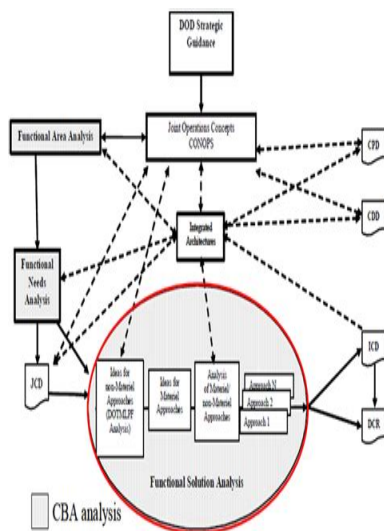 DOD Strategic
Guidance
Functional Area Analysis
Joint Operations Concepts
CONOPS
CPD
CDD
Integrated
Architectures
Functional
Needs
Analysis
JCD
Ideas for
non-Materiel
Approaches
(DOTMLPF
Analysis)
Ideas for
Materiel
Approaches
Analysis
of Materiel/
non-Materiel
Approaches
Approach N
Approach 2
Approach 1
ICD
DCR
Functional Solution Analysis
CBA analysis